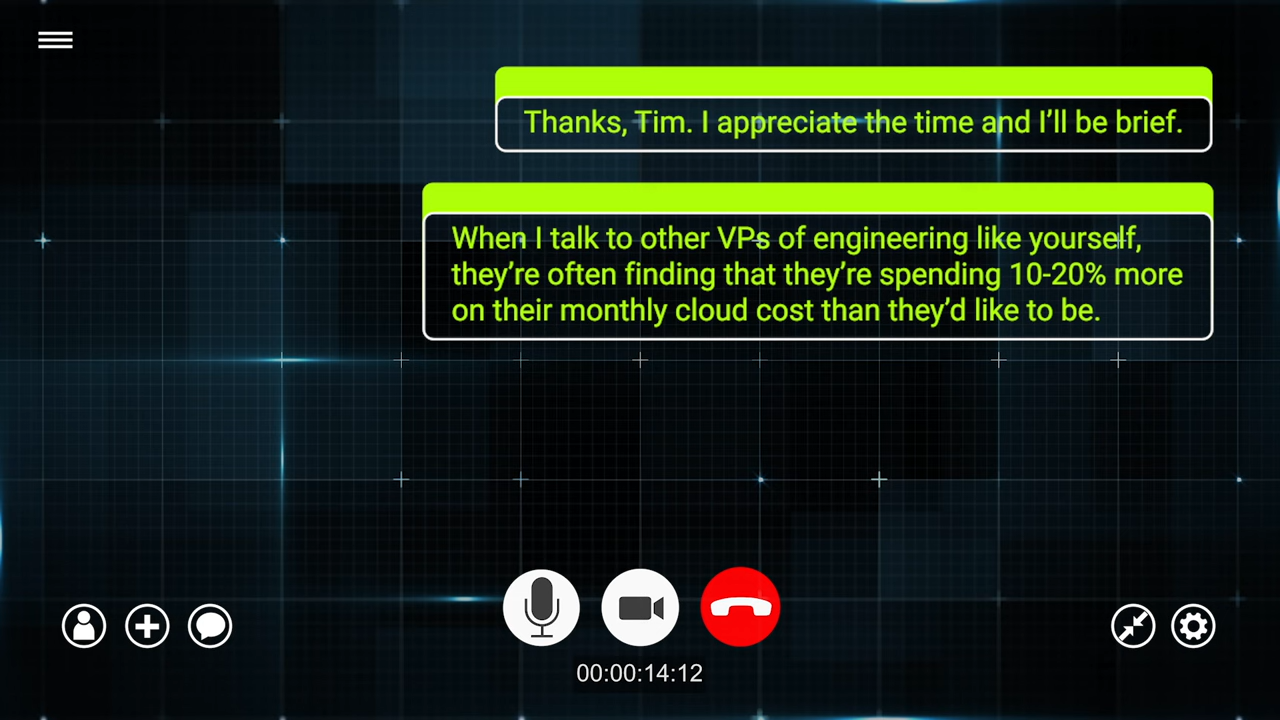 Thanks, Tim. I appreciate the time and I’ll be brief.
When I talk to other VPs of engineering like yourself,
they’re often finding that they’re spending 10-20% more
on their monthly cloud cost than they’d like to be.
00:00:14:12